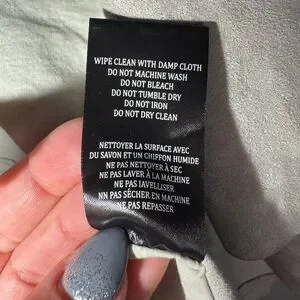 WIPE CLEAN WITH DAMP CLOTH
DO NOT MACHINE WASH
DO NOT BLEACH
DO NOT TUMBLE DRY
DO NOT IRON
DO NOT DRY CLEAN
NETTOYER LA SURFACE AVEC
DU SAVON ET UN CHIFFON HUMIDE
NE PAS NETTOYER À SEC
NE PAS LAVER À LA MACHINE
NE PAS JAVELLISER
NN PAS SÉCHER EN MACHINE
NE PAS REPASSER